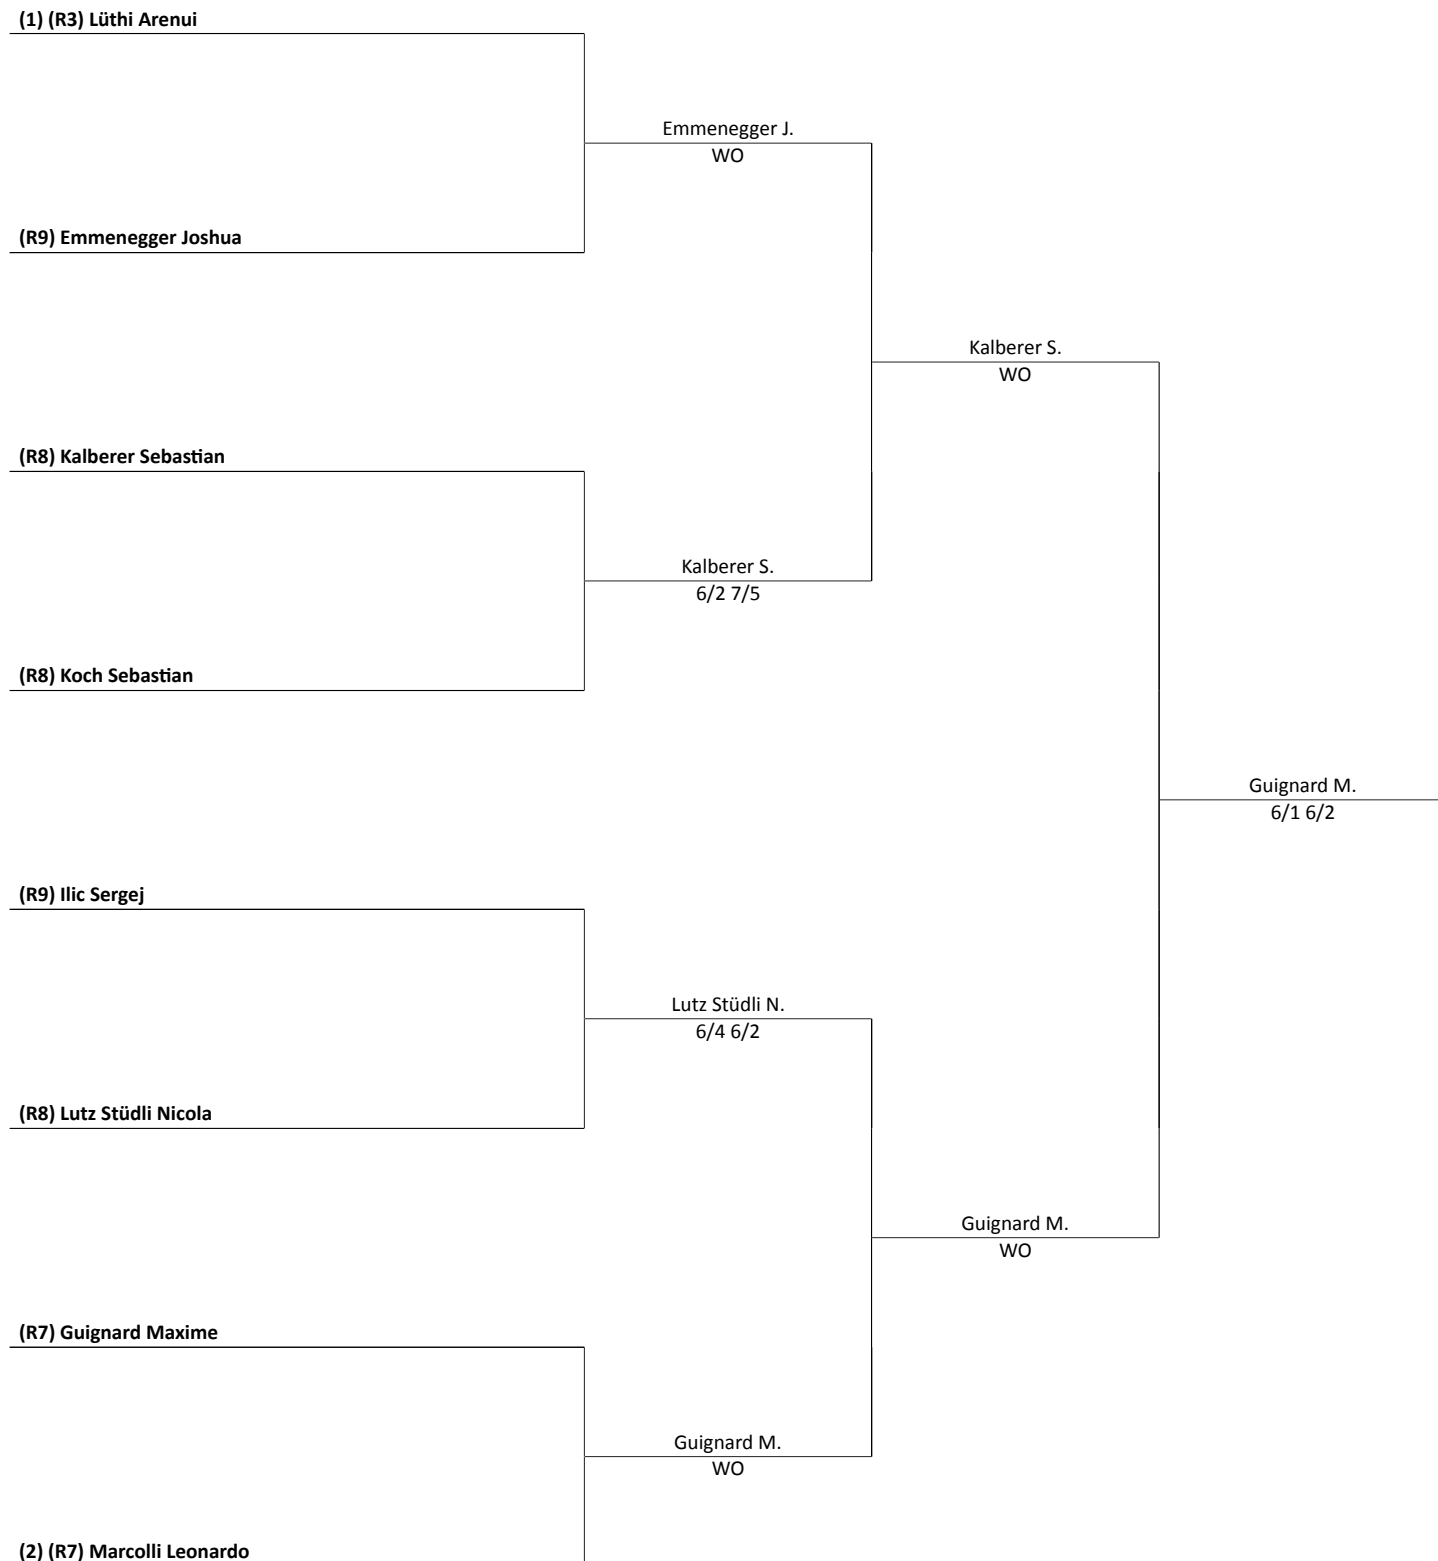 (1) (R3) Lüthi Arenui
Emmenegger J.
WO
(R9) Emmenegger Joshua
Kalberer S.
WO
(R8) Kalberer Sebastian
Kalberer S.
6/2 7/5
(R8) Koch Sebastian
Guignard M.
6/1 6/2
(R9) Ilic Sergej
Lutz Stüdli N.
6/4 6/2
(R8) Lutz Stüdli Nicola
Guignard M.
WO
(R7) Guignard Maxime
Guignard M.
WO
(2) (R7) Marcolli Leonardo